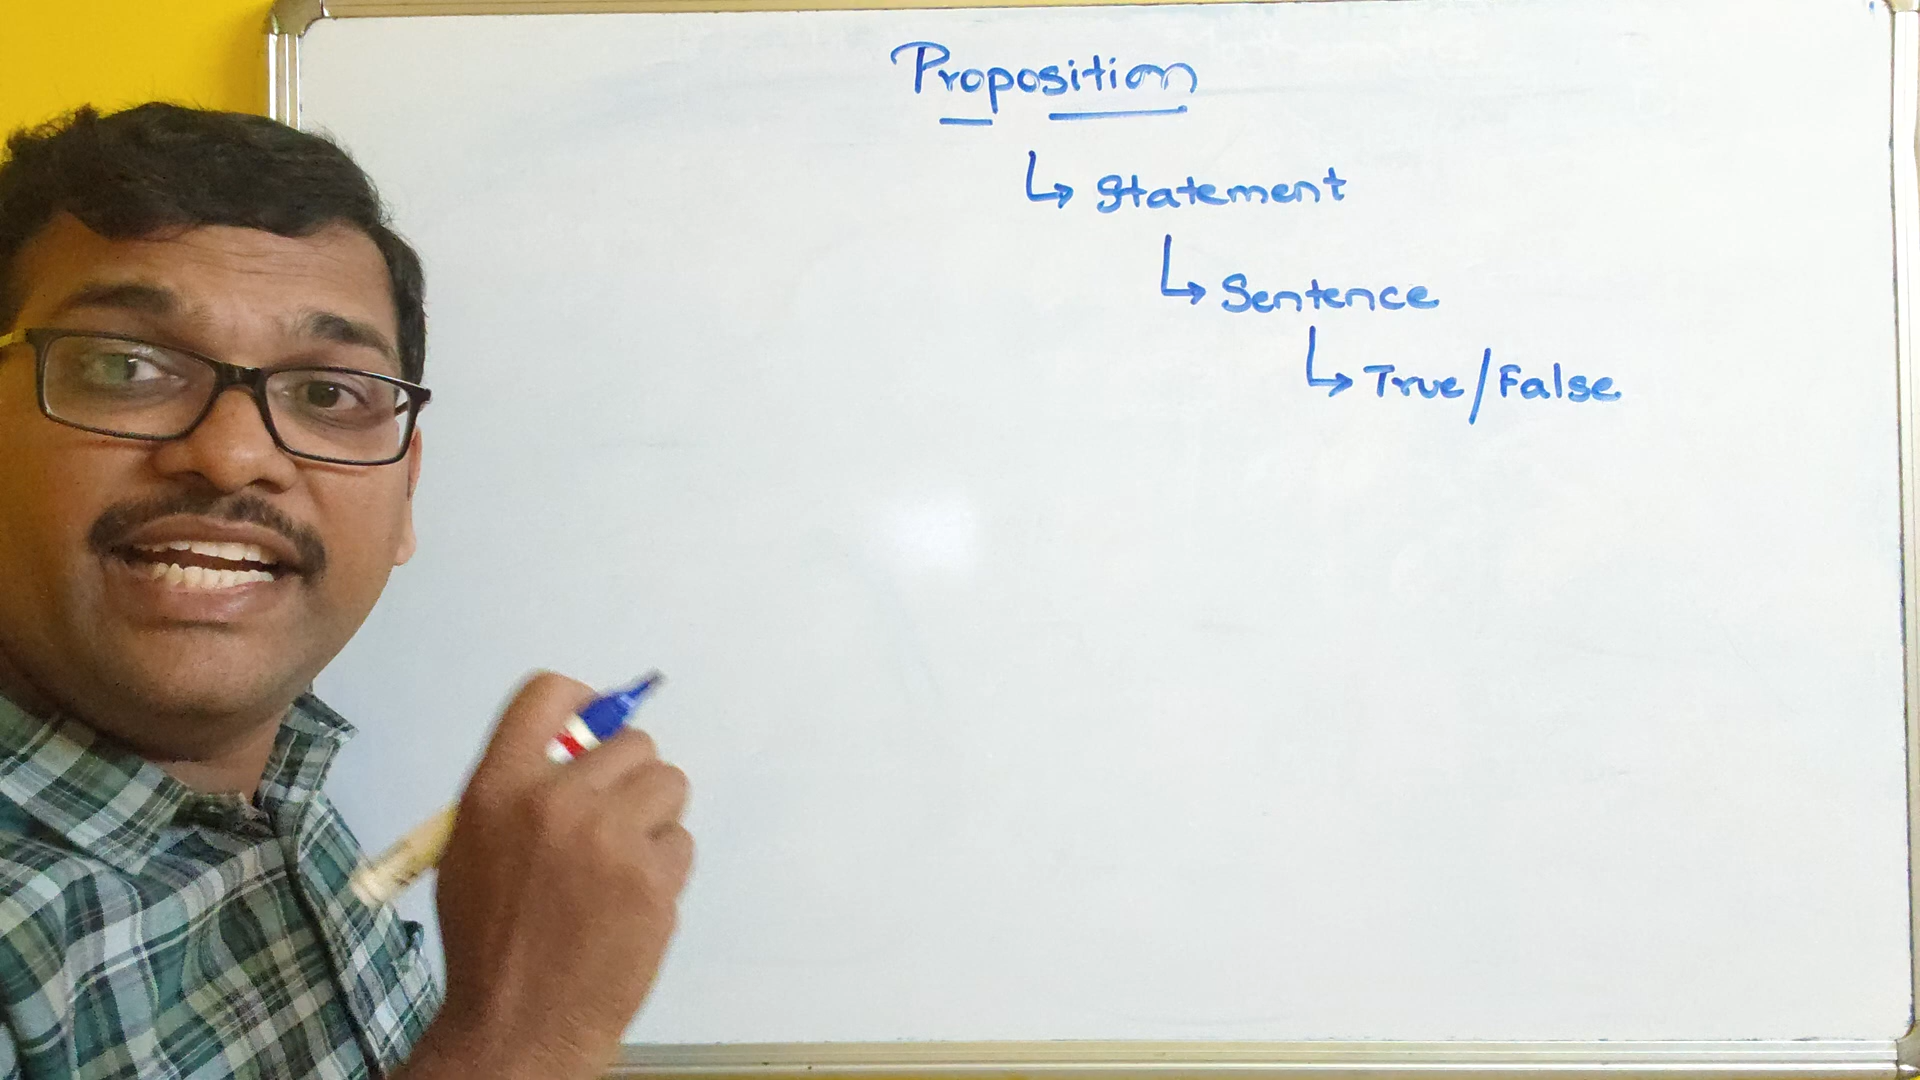 Proposition
↳ Statement
↳ Sentence
↳ True/False